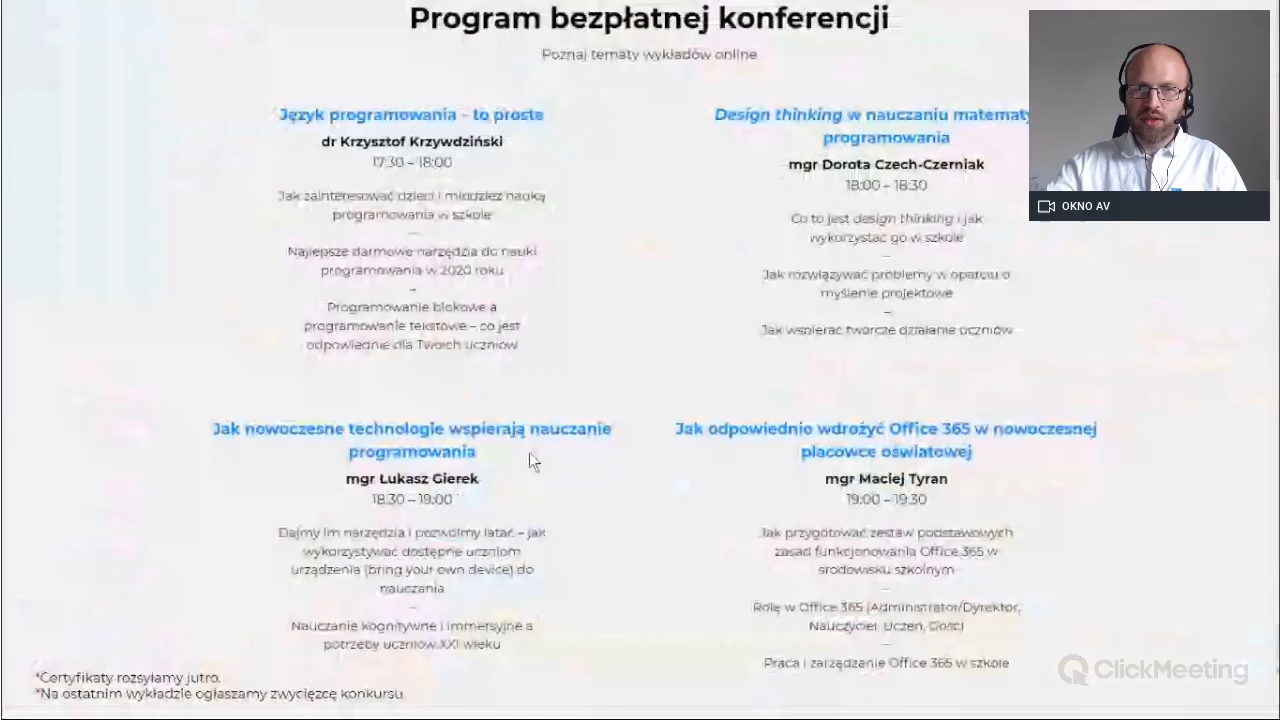 Program bezpłatnej konferencji
Poznaj tematy wykładów online
Język programowania – to proste
dr Krzysztof Krzywdziński
17:30 – 18:00
Jak zainteresować dzieci i młodzież nauką
programowania w szkole
–
Najlepsze darmowe narzędzia do nauki
programowania w 2020 roku
–
Programowanie blokowe a
programowanie tekstowe – co jest
odpowiednie dla Twoich uczniów
Design thinking w nauczaniu matematy
programowania
mgr Dorota Czech-Czerniak
18:00 – 18:30
Co to jest design thinking i jak
wykorzystać go w szkole
–
Jak rozwiązywać problemy w oparciu o
myślenie projektowe
–
Jak wspierać twórcze działanie uczniów
OKNO AV
Jak nowoczesne technologie wspierają nauczanie
programowania
mgr Łukasz Gierek
18:30 – 19:00
Dajmy im narzędzia i pozwólmy latać – jak
wykorzystywać dostępne uczniom
urządzenia (bring your own device) do
nauczania
–
Nauczanie kognitywne i immersyjne a
potrzeby uczniów XXI wieku
Jak odpowiednio wdrożyć Office 365 w nowoczesnej
placówce oświatowej
mgr Maciej Tyran
19:00 – 19:30
Jak przygotować zestaw podstawowych
zasad funkcjonowania Office 365 w
środowisku szkolnym
–
Role w Office 365 (Administrator/Dyrektor,
Nauczyciel, Uczeń, Gość)
–
Praca i zarządzanie Office 365 w szkole
*Certyfikaty rozsyłamy jutro.
*Na ostatnim wykładzie ogłaszamy zwycięzcę konkursu.
ClickMeeting